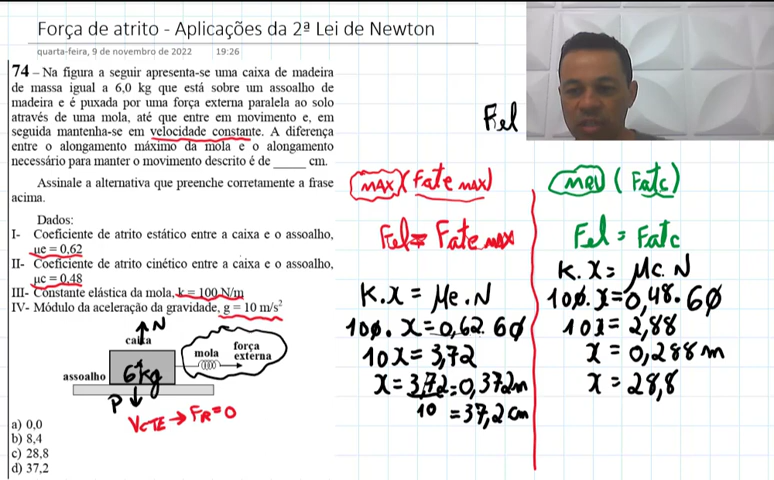 Força de atrito - Aplicações da 2ª Lei de Newton
quarta-feira, 9 de novembro de 2022 19:26
74 – Na figura a seguir apresenta-se uma caixa de madeira
de massa igual a 6,0 kg que está sobre um assoalho de
madeira e é puxada por uma força externa paralela ao solo
através de uma mola, até que entre em movimento e, em
seguida mantenha-se em velocidade constante. A diferença
entre o alongamento máximo da mola e o alongamento
necessário para manter o movimento descrito é de ______ cm.
Assinale a alternativa que preenche corretamente a frase
acima.
Dados:
I- Coeficiente de atrito estático entre a caixa e o assoalho,
μe = 0,62
II- Coeficiente de atrito cinético entre a caixa e o assoalho,
μc = 0,48
III- Constante elástica da mola, k = 100 N/m
IV- Módulo da aceleração da gravidade, g = 10 m/s²
N
caixa
6kg
mola
força
externa
assoalho
P
VCTE → FR = 0
a) 0,0
b) 8,4
c) 28,8
d) 37,2
Fel
MAX (Fate max)
Fel = Fate max
K.X = μe.N
100.X = 0,62.60
10X = 3,72
X = 3,72 = 0,372m
10 = 37,2 cm
MRU (Fatc)
Fel = Fatc
K.X = μc.N
100.X = 0,48.60
10X = 2,88
X = 0,288 m
X = 28,8